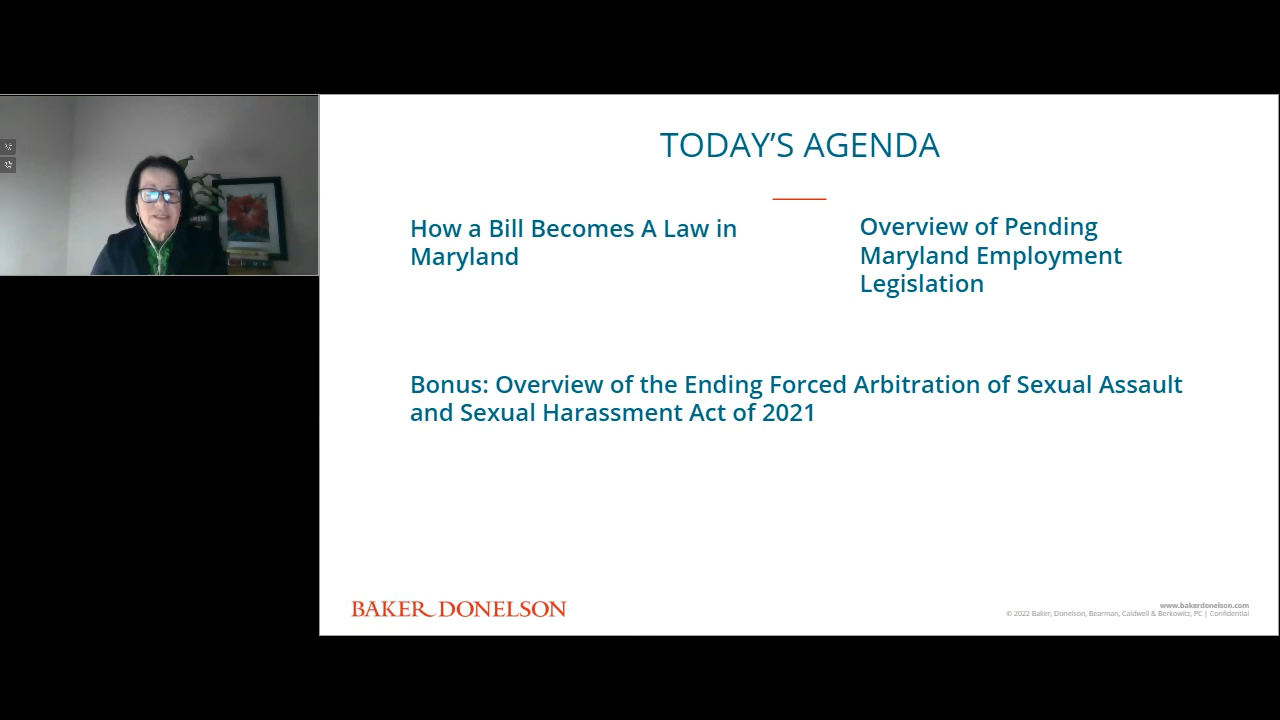 TODAY'S AGENDA
How a Bill Becomes A Law in
Maryland
Overview of Pending
Maryland Employment
Legislation
Bonus: Overview of the Ending Forced Arbitration of Sexual Assault
and Sexual Harassment Act of 2021
BAKER DONELSON
www.bakerdonelson.com
© 2022 Baker, Donelson, Bearman, Caldwell & Berkowitz, PC | Confidential